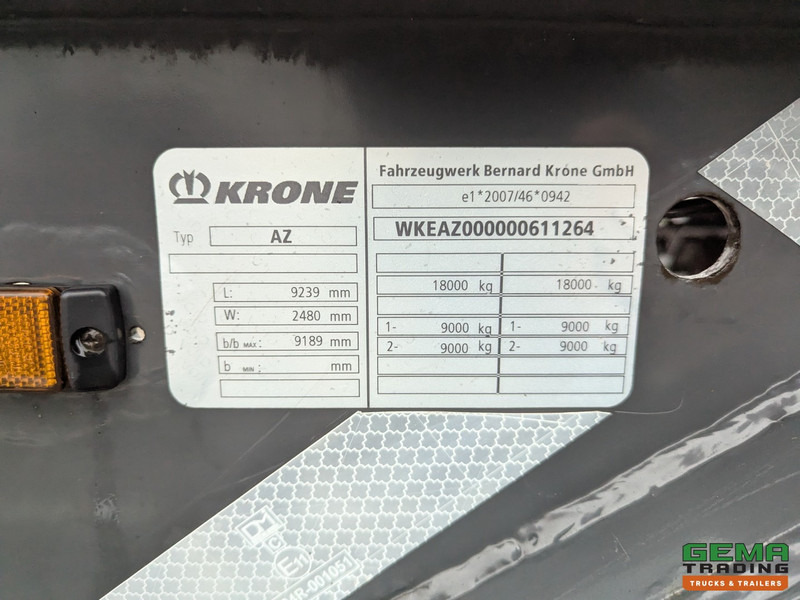 KRONE
Typ AZ
L: 9239 mm
W: 2480 mm
b/b MAX: 9189 mm
b MIN: mm
Fahrzeugwerk Bernard Krone GmbH
e1*2007/46*0942
WKEAZ000000611264
18000 kg 18000 kg
1- 9000 kg 1- 9000 kg
2- 9000 kg 2- 9000 kg
C
E11
001051
GEMA
TRADING
TRUCKS & TRAILERS